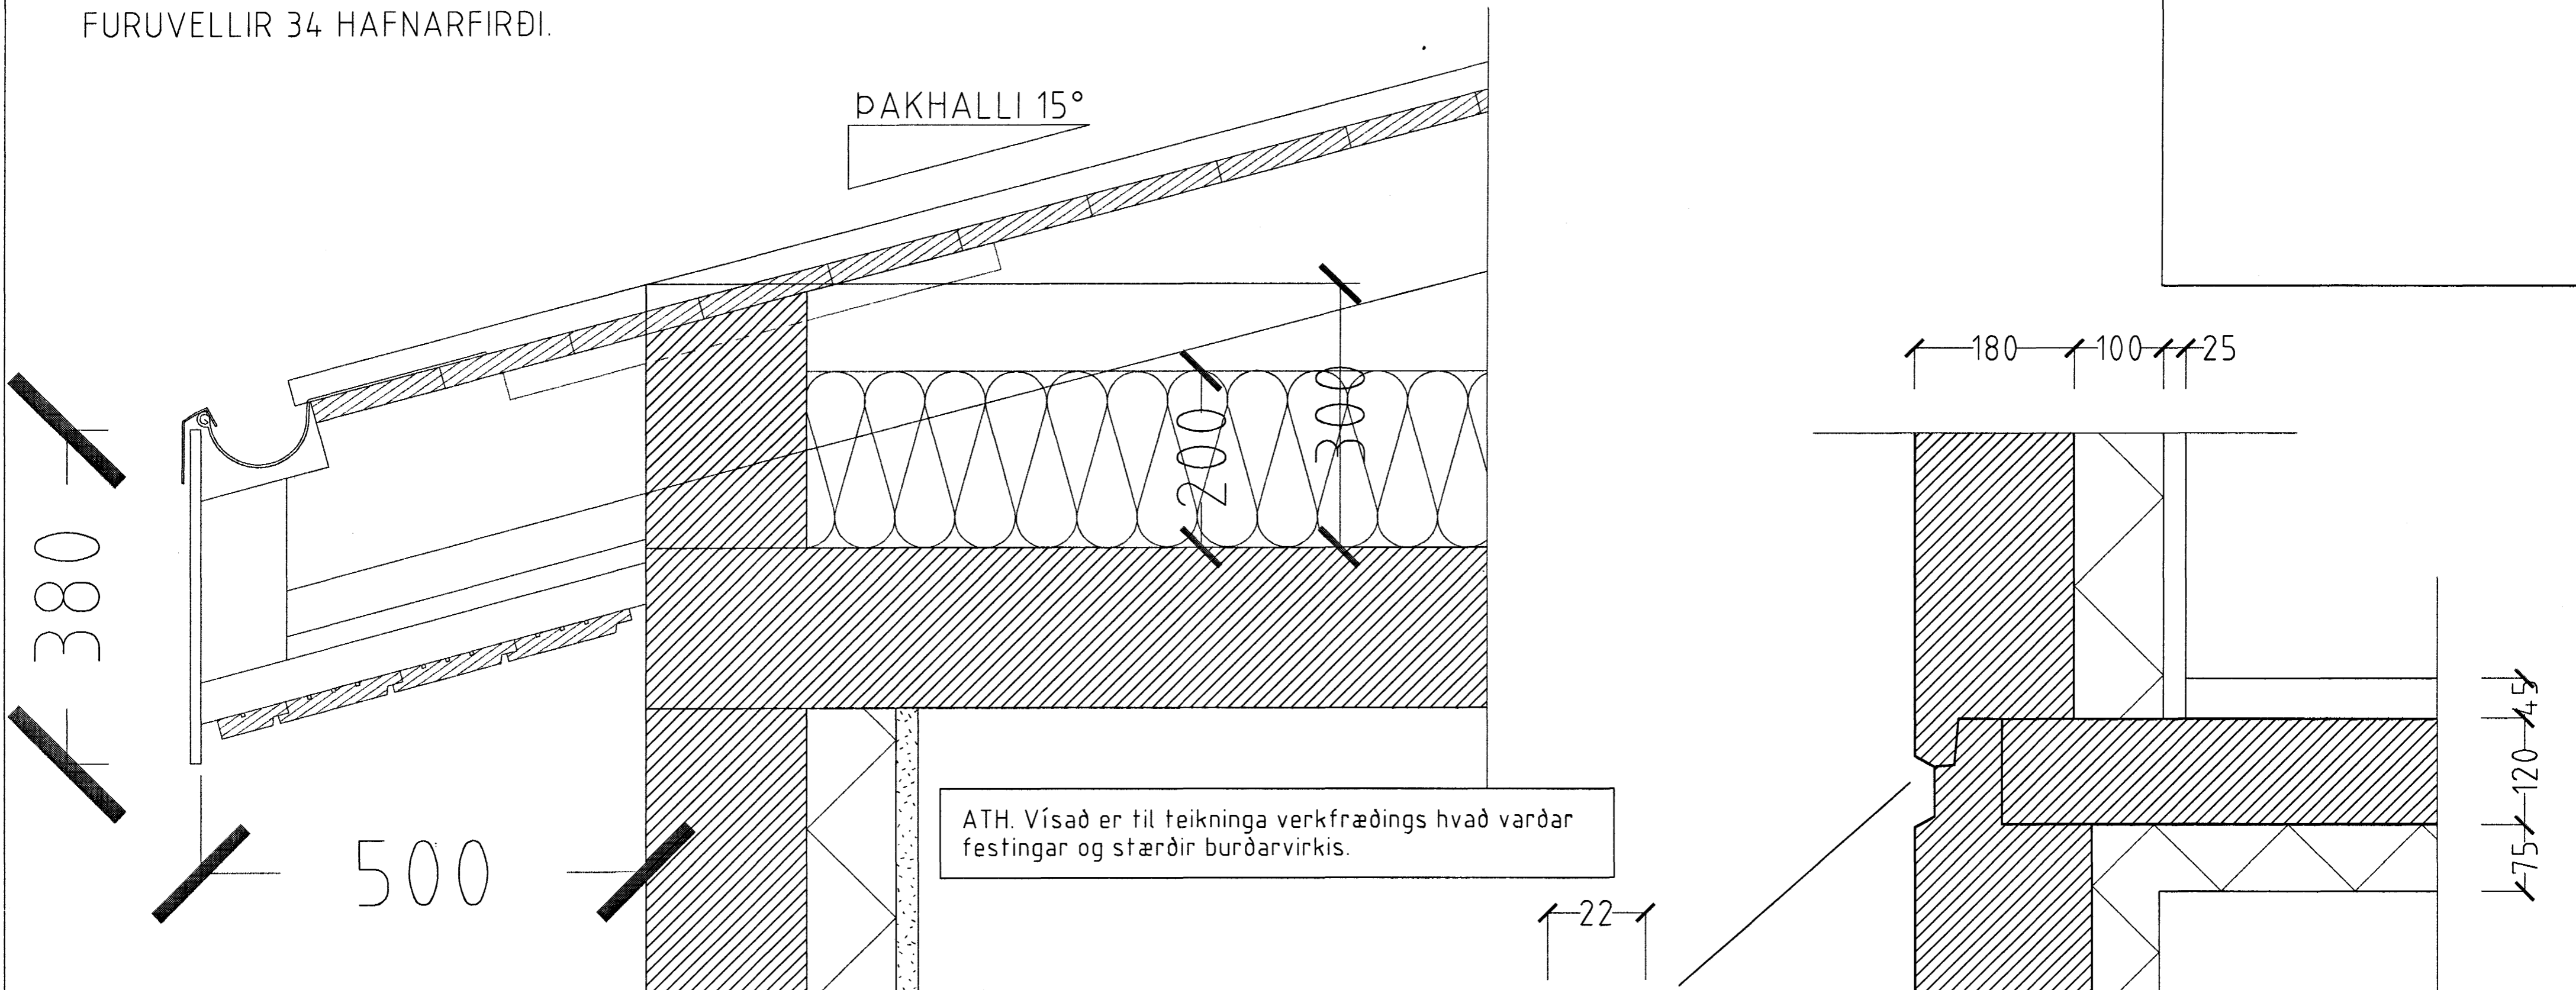 FURUVELLIR 34 HAFNARFIRÐI.
ÞAKHALLI 15°
180 100 25
300
200
380
45
120
75
500
ATH. Vísað er til teikninga verkfræðings hvað varðar
festingar og stærðir burðarvirkis.
22